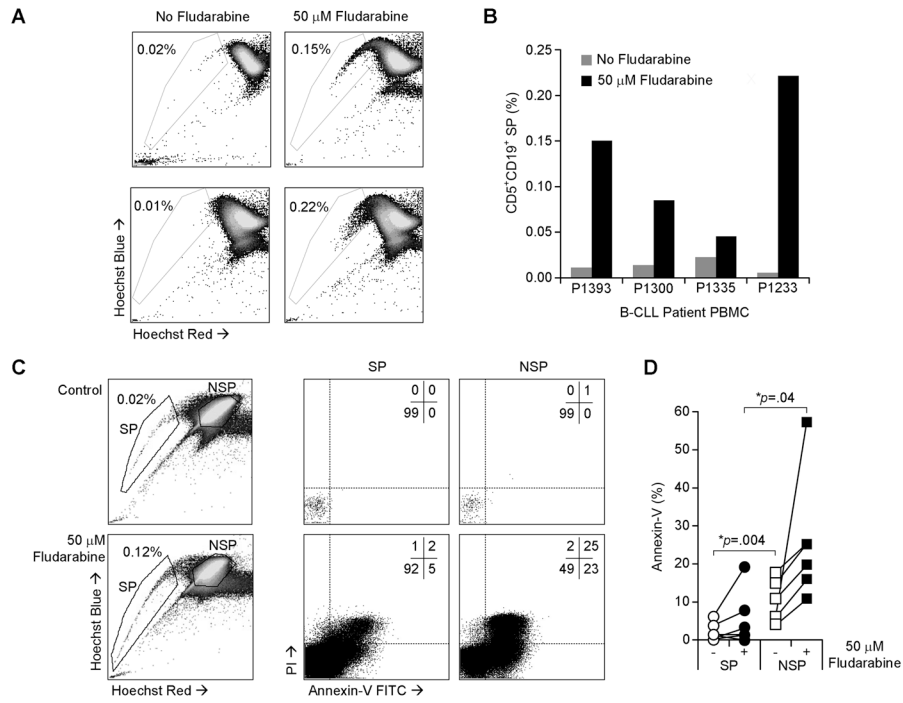 A
No Fludarabine
50 µM Fludarabine
0.02%
0.15%
0.01%
0.22%
Hoechst Blue →
Hoechst Red →
B
0.25
0.20
0.15
0.10
0.05
0.00
CD5+CD19+ SP (%)
No Fludarabine
50 µM Fludarabine
P1393
P1300
P1335
P1233
B-CLL Patient PBMC
C
SP
NSP
Control
0.02%
NSP
SP
0 0
99 0
0 1
99 0
50 µM
Fludarabine
0.12%
NSP
SP
1 2
92 5
2 25
49 23
Hoechst Blue →
Hoechst Red →
PI →
Annexin-V FITC →
D
*p=.04
60
50
40
30
20
10
0
Annexin-V (%)
*p=.004
- + - +
SP
NSP
50 µM
Fludarabine